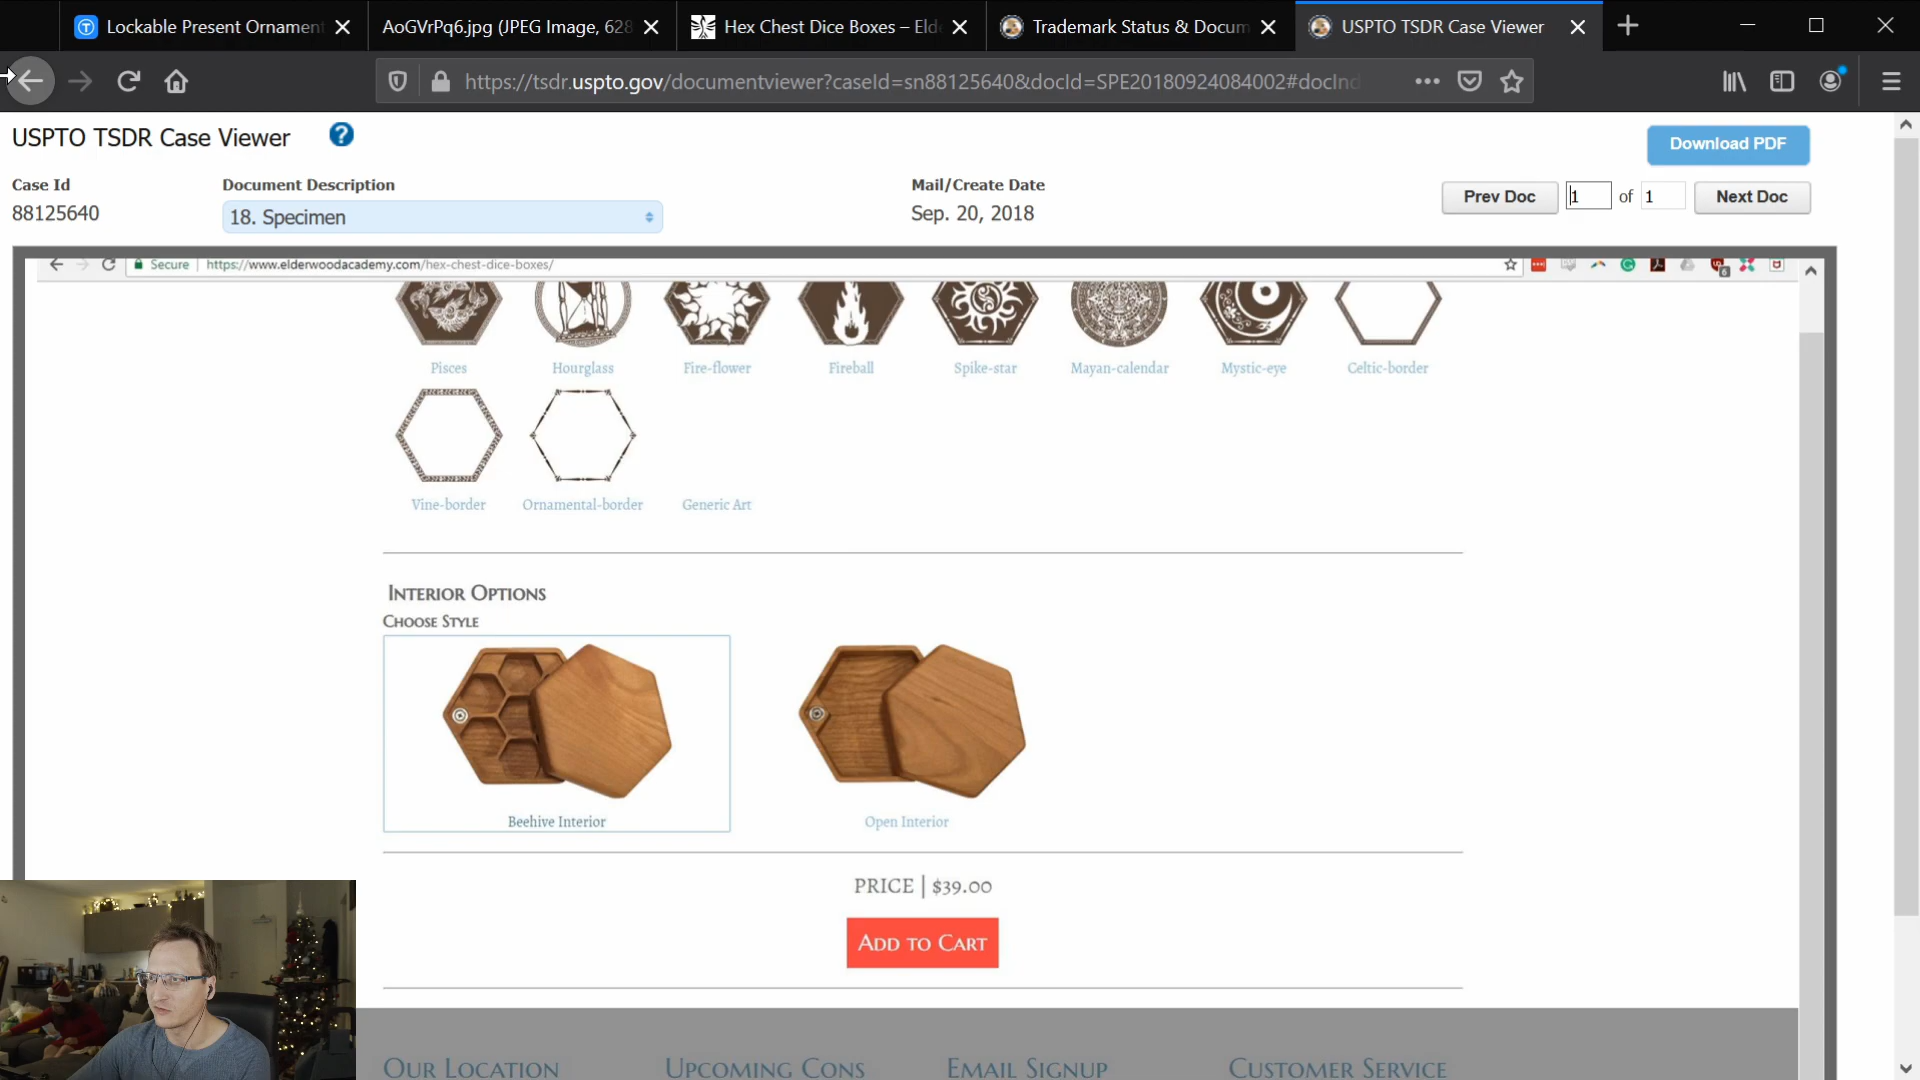 Lockable Present Ornament
AoGVrPq6.jpg (JPEG Image, 628
Hex Chest Dice Boxes – Elde
Trademark Status & Docum
USPTO TSDR Case Viewer
https://tsdr.uspto.gov/documentviewer?caseId=sn88125640&docId=SPE20180924084002#docInd
USPTO TSDR Case Viewer
?
Download PDF
Case Id
Document Description
Mail/Create Date
88125640
18. Specimen
Sep. 20, 2018
Prev Doc
1 of 1
Next Doc
Secure
https://www.elderwoodacademy.com/hex-chest-dice-boxes/
Pisces
Hourglass
Fire-flower
Fireball
Spike-star
Mayan-calendar
Mystic-eye
Celtic-border
Vine-border
Ornamental-border
Generic Art
Interior Options
Choose Style
Beehive Interior
Open Interior
PRICE | $39.00
Add to Cart
Our Location
Upcoming Cons
Email Signup
Customer Service